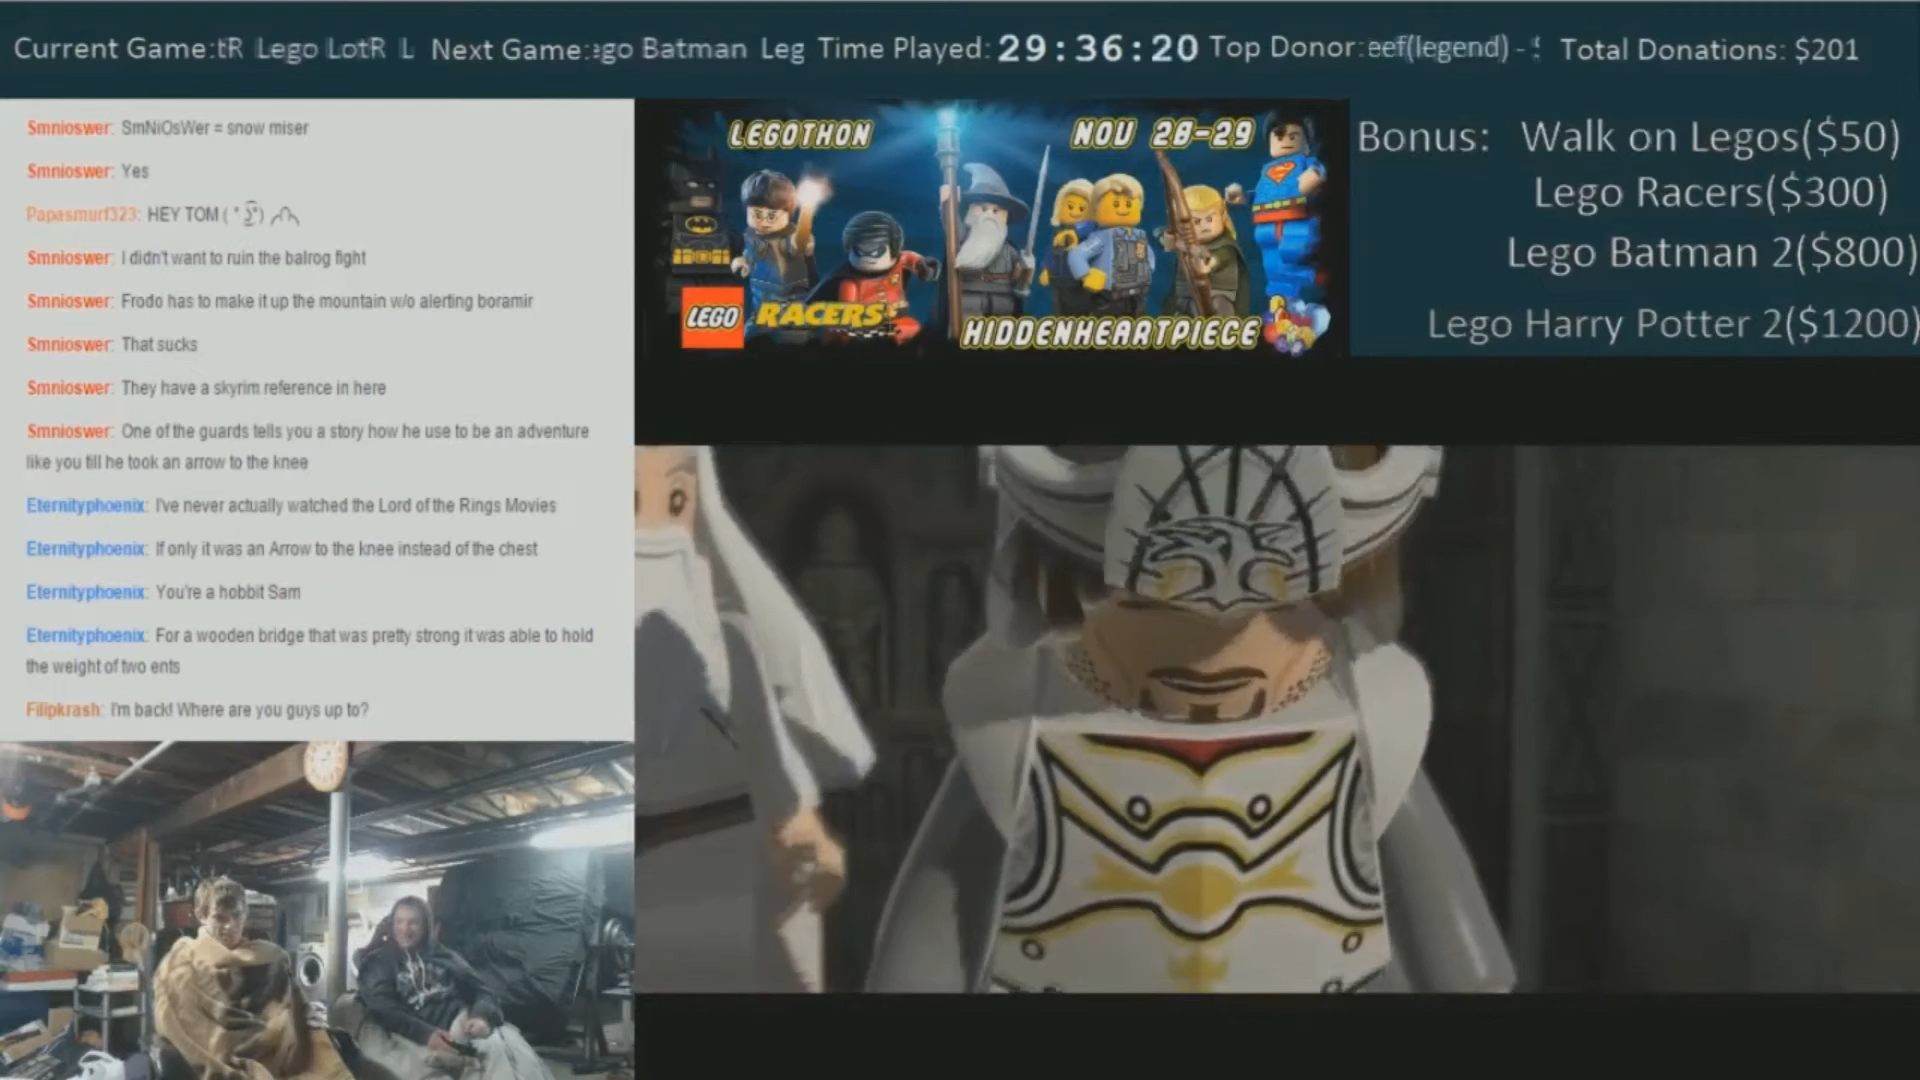 Current Game:tR Lego LotR L Next Game:ego Batman Leg Time Played: 29:36:20 Top Donor:eef(legend) - $ Total Donations: $201
Smnioswer: SmNiOsWer = snow miser
Smnioswer: Yes
Papasmurf323: HEY TOM
Smnioswer: I didn't want to ruin the balrog fight
Smnioswer: Frodo has to make it up the mountain w/o alerting boramir
Smnioswer: That sucks
Smnioswer: They have a skyrim reference in here
Smnioswer: One of the guards tells you a story how he use to be an adventure
like you till he took an arrow to the knee
Eternityphoenix: I've never actually watched the Lord of the Rings Movies
Eternityphoenix: If only it was an Arrow to the knee instead of the chest
Eternityphoenix: You're a hobbit Sam
Eternityphoenix: For a wooden bridge that was pretty strong it was able to hold
the weight of two ents
Filipkrash: I'm back! Where are you guys up to?
LEGOTHON NOV 28-29
LEGO RACERS HIDDENHEARTPIECE
Bonus: Walk on Legos($50)
Lego Racers($300)
Lego Batman 2($800)
Lego Harry Potter 2($1200)